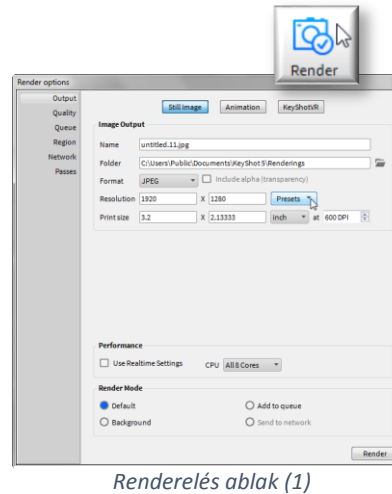 Render
Render options
Output
Quality
Queue
Region
Network
Passes
Still Image Animation KeyShotVR
Image Output
Name untitled.11.jpg
Folder C:\Users\Public\Documents\KeyShot 5\Renderings
Format JPEG Include alpha (transparency)
Resolution 1920 X 1280 Presets
Print size 3.2 X 2.13333 inch at 600 DPI
Performance
Use Realtime Settings CPU All 8 Cores
Render Mode
Default Add to queue
Background Send to network
Render
Renderelés ablak (1)